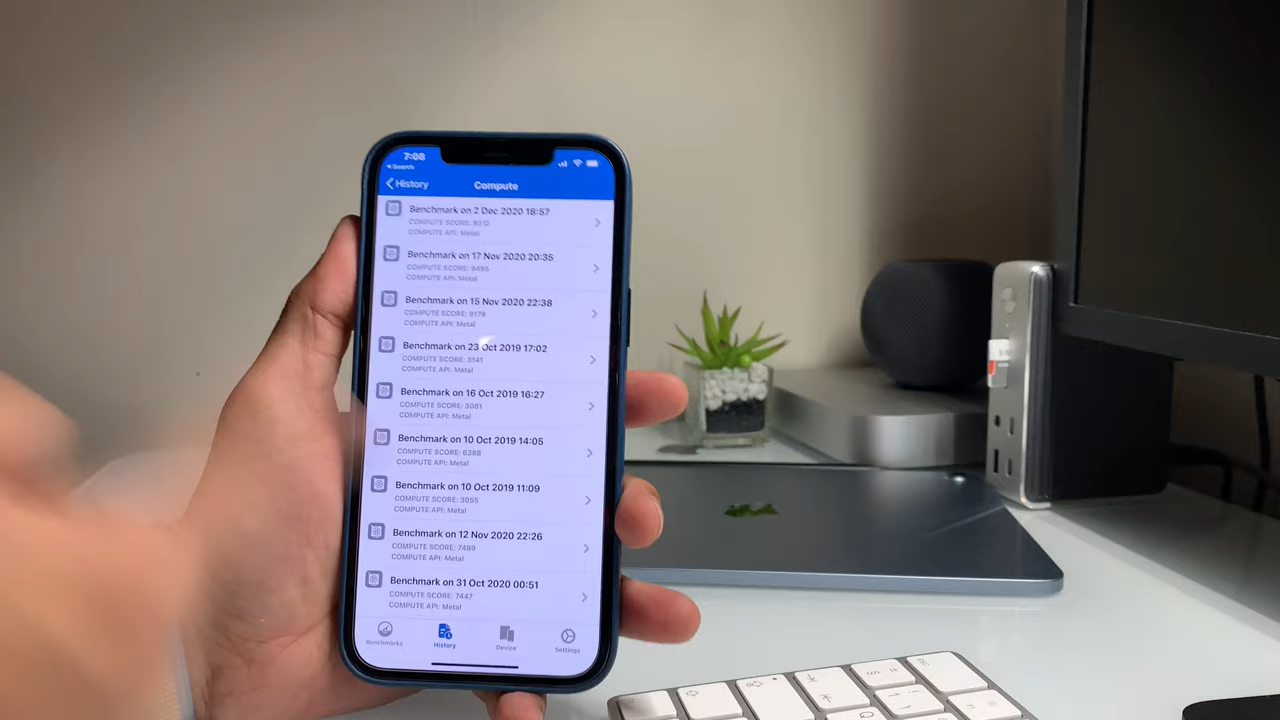 7:08
Search
History
Compute
Benchmark on 2 Dec 2020 18:57
COMPUTE SCORE: 9212
COMPUTE API: Metal
Benchmark on 17 Nov 2020 20:35
COMPUTE SCORE: 9485
COMPUTE API: Metal
Benchmark on 15 Nov 2020 22:38
COMPUTE SCORE: 9178
COMPUTE API: Metal
Benchmark on 23 Oct 2019 17:02
COMPUTE SCORE: 3141
COMPUTE API: Metal
Benchmark on 16 Oct 2019 16:27
COMPUTE SCORE: 3081
COMPUTE API: Metal
Benchmark on 10 Oct 2019 14:05
COMPUTE SCORE: 6388
COMPUTE API: Metal
Benchmark on 10 Oct 2019 11:09
COMPUTE SCORE: 3055
COMPUTE API: Metal
Benchmark on 12 Nov 2020 22:26
COMPUTE SCORE: 7489
COMPUTE API: Metal
Benchmark on 31 Oct 2020 00:51
COMPUTE SCORE: 7447
COMPUTE API: Metal
Benchmarks
History
Device
Settings